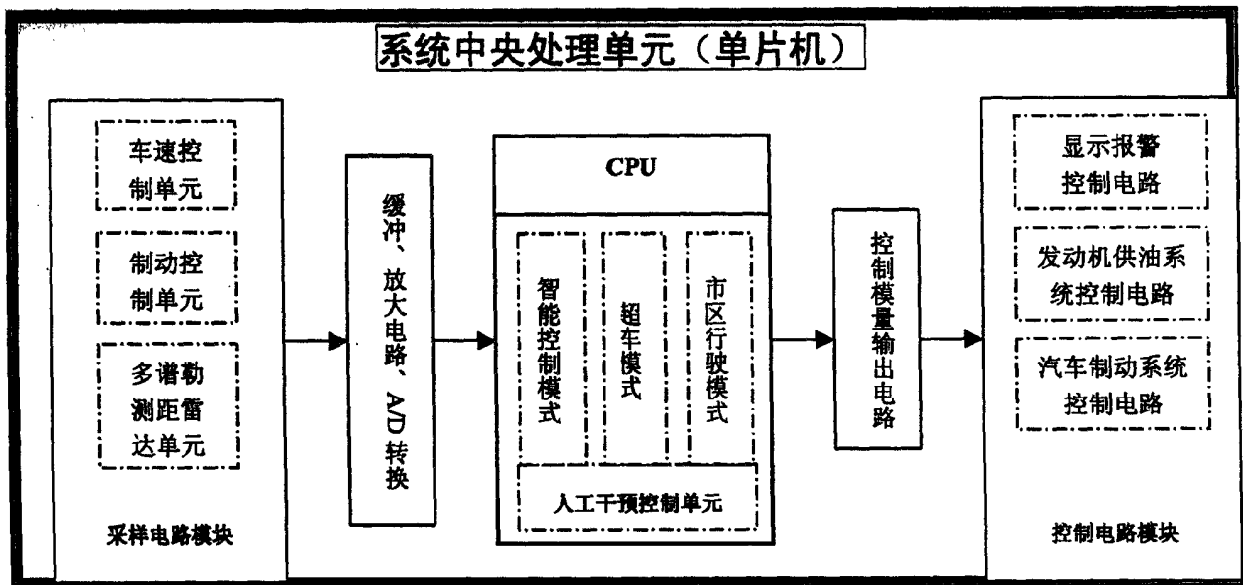 系统中央处理单元（单片机）
车速控
制单元
制动控
制单元
多谱勒
测距雷
达单元
采样电路模块
缓冲、放大电路、A/D转换
CPU
智能控制模式
超车模式
市区行驶模式
人工干预控制单元
控制模量输出电路
显示报警
控制电路
发动机供油系
统控制电路
汽车制动系统
控制电路
控制电路模块